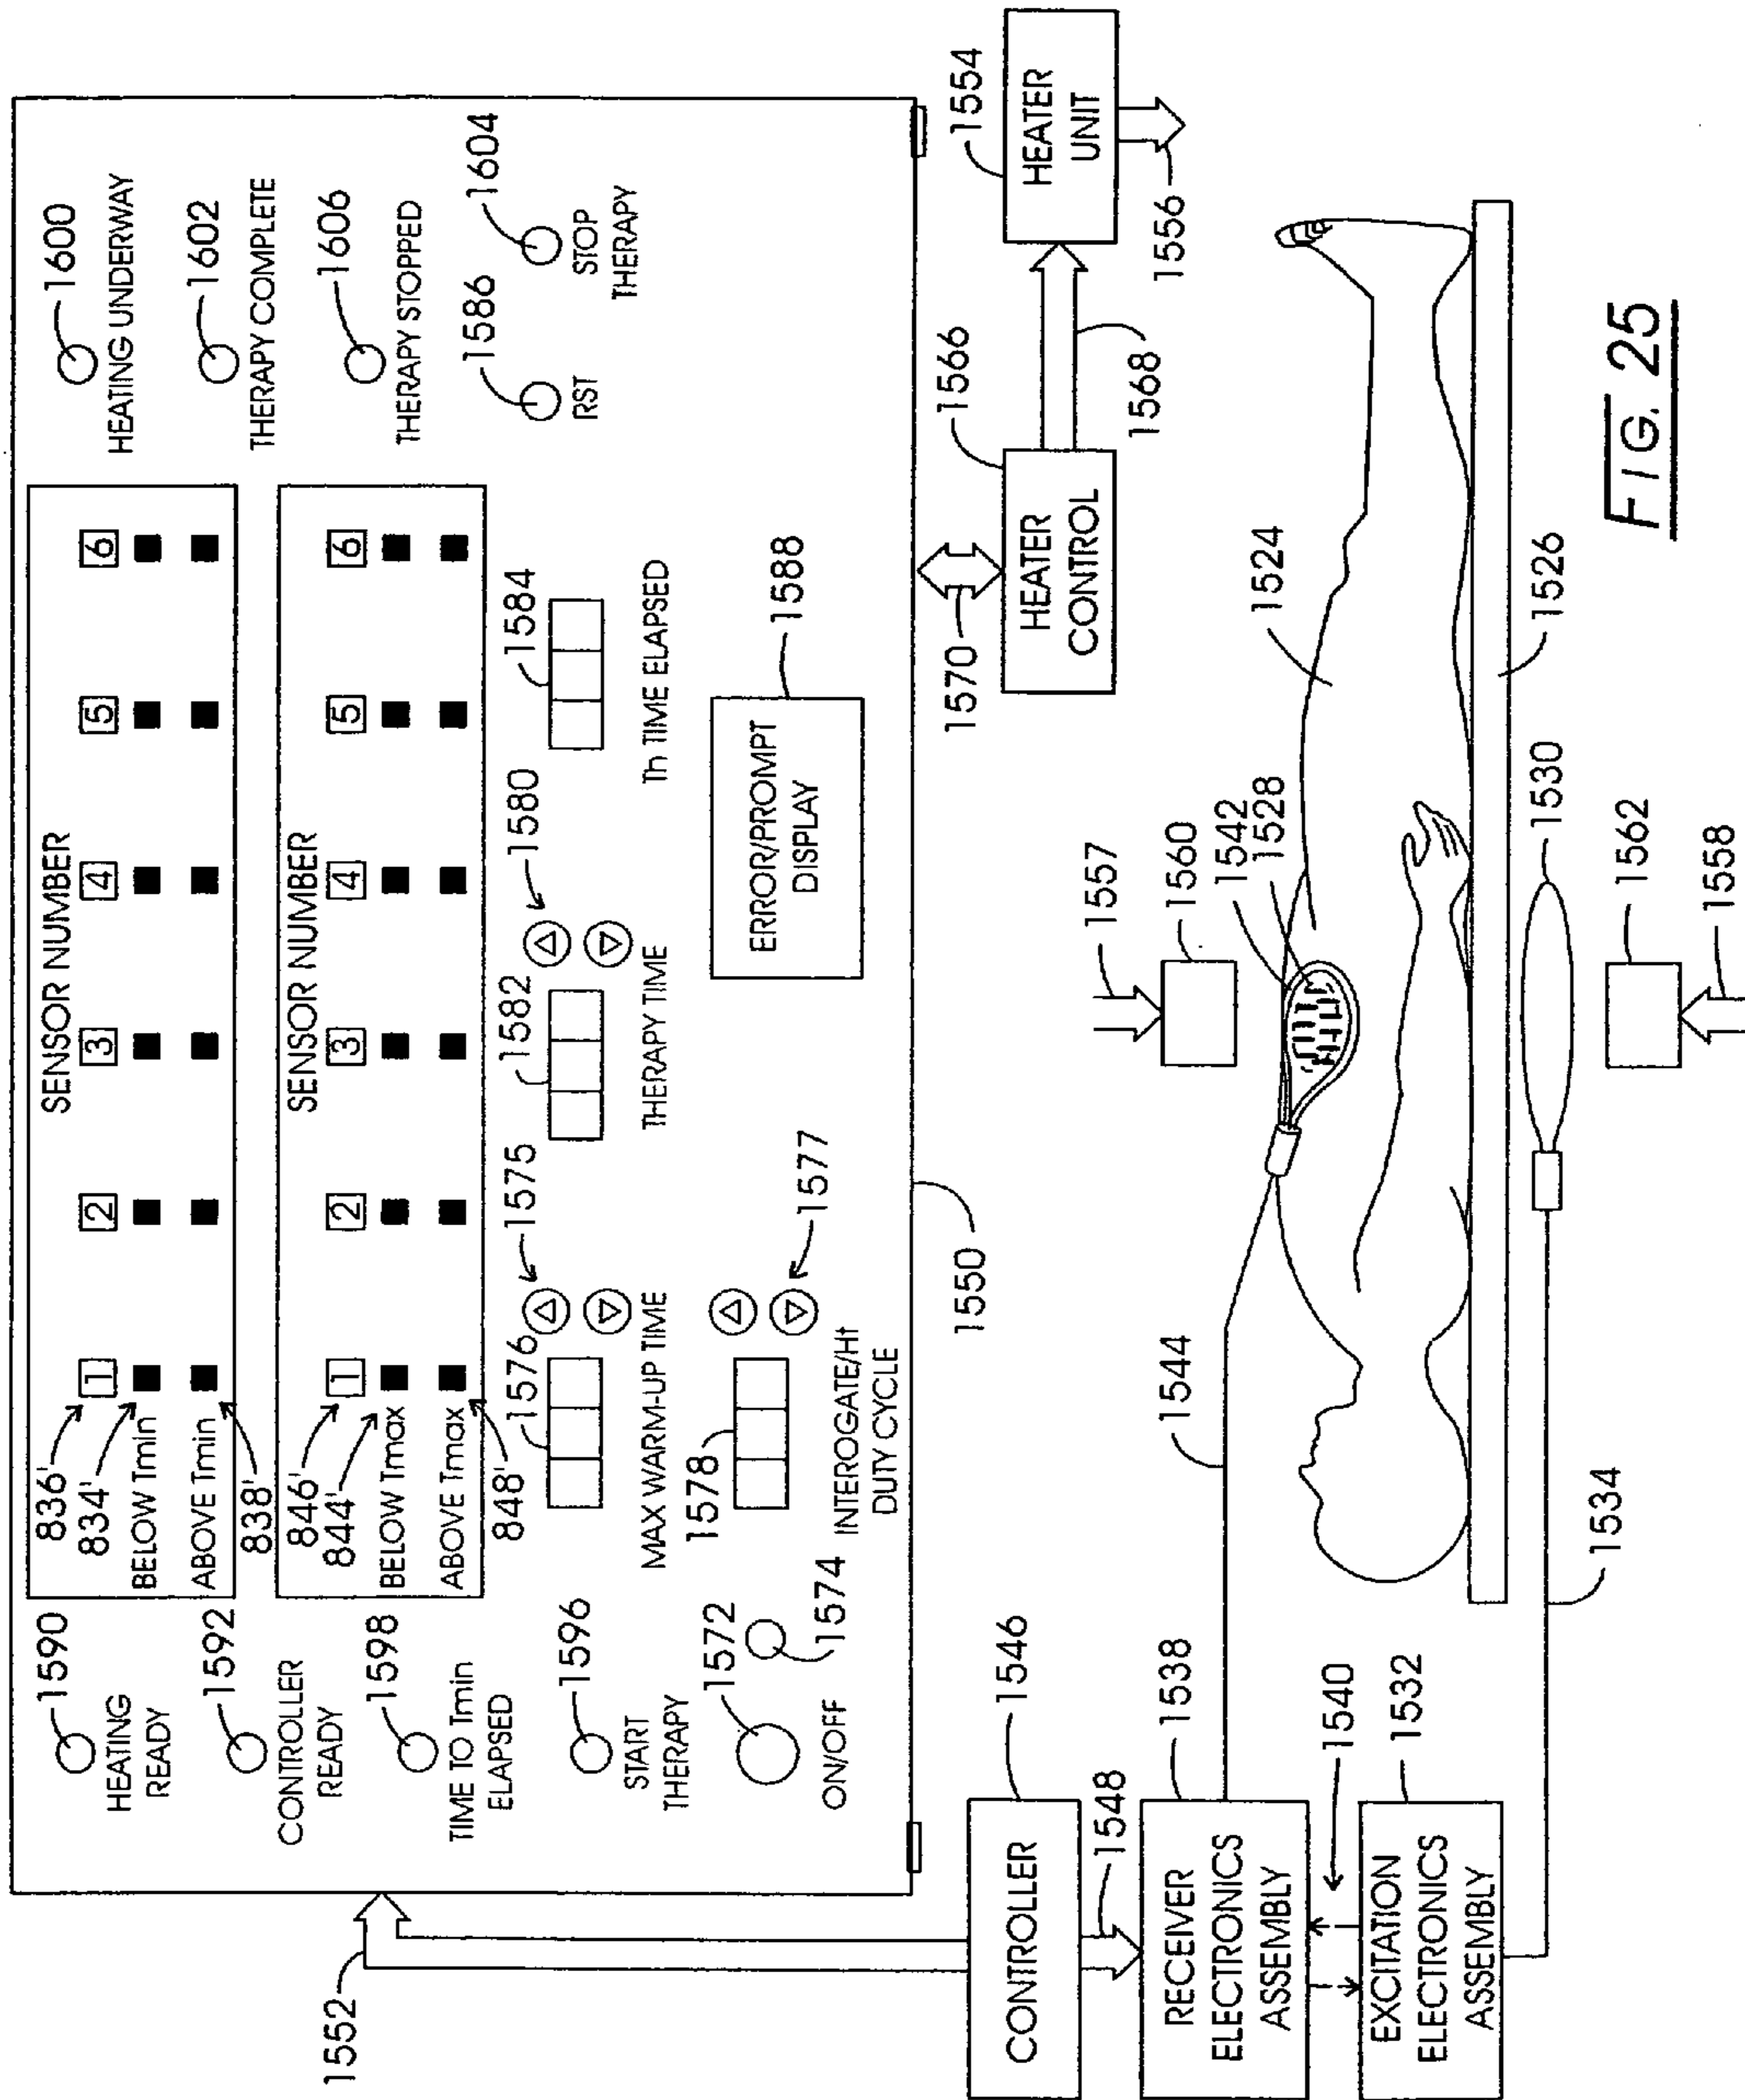 1590
HEATING
READY
1592
CONTROLLER
READY
1598
TIME TO Tmin
ELAPSED
1596
START
THERAPY
1572
ON/OFF
1574
836'
834'
SENSOR NUMBER
1 2 3 4 5 6
BELOW Tmin
ABOVE Tmin
838'
846'
844'
SENSOR NUMBER
1 2 3 4 5 6
BELOW Tmax
ABOVE Tmax
848'
1576
1575
MAX WARM-UP TIME
1578
1577
INTEROGATE/Ht
DUTY CYCLE
1582
1580
THERAPY TIME
1584
Th TIME ELAPSED
ERROR/PROMPT
DISPLAY
1588
1600
HEATING UNDERWAY
1602
THERAPY COMPLETE
1606
THERAPY STOPPED
1586
RST
1604
STOP
THERAPY
1552
1550
1570
HEATER
CONTROL
1566
1568
HEATER
UNIT
1554
1556
CONTROLLER
1546
1548
RECEIVER
ELECTRONICS
ASSEMBLY
1538
1540
EXCITATION
ELECTRONICS
ASSEMBLY
1532
1544
1534
1557
1560
1542
1528
1524
1526
1530
1562
1558
FIG. 25